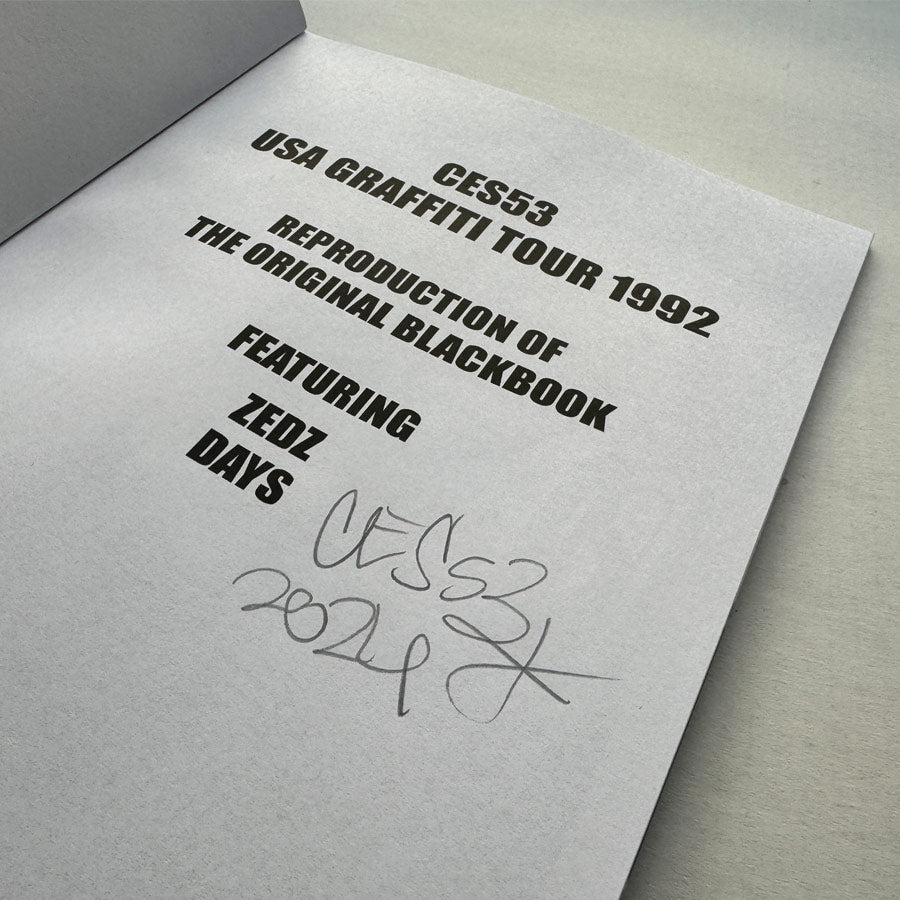 CES53
USA GRAFFITI TOUR 1992
REPRODUCTION OF
THE ORIGINAL BLACKBOOK
FEATURING
ZEDZ
DAYS
CES53
2024